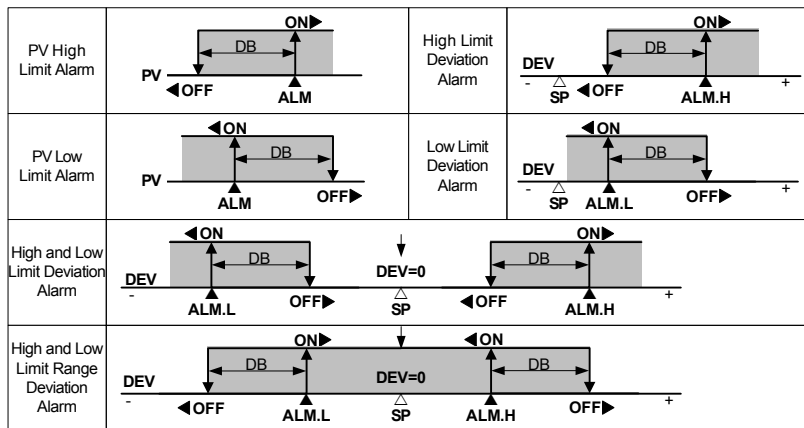 PV High
Limit Alarm
ON▶
DB
PV
◀OFF
ALM
High Limit
Deviation
Alarm
ON▶
DB
DEV
-
SP
◀OFF
ALM.H
+
PV Low
Limit Alarm
◀ON
DB
PV
ALM
OFF▶
Low Limit
Deviation
Alarm
◀ON
DB
DEV
-
SP
ALM.L
OFF▶
+
High and Low
Limit Deviation
Alarm
◀ON
ON▶
DB
DEV=0
DB
DEV
-
ALM.L
OFF▶
SP
◀OFF
ALM.H
+
High and Low
Limit Range
Deviation
Alarm
ON▶
◀ON
DB
DEV=0
DB
DEV
-
◀OFF
ALM.L
SP
ALM.H
OFF▶
+